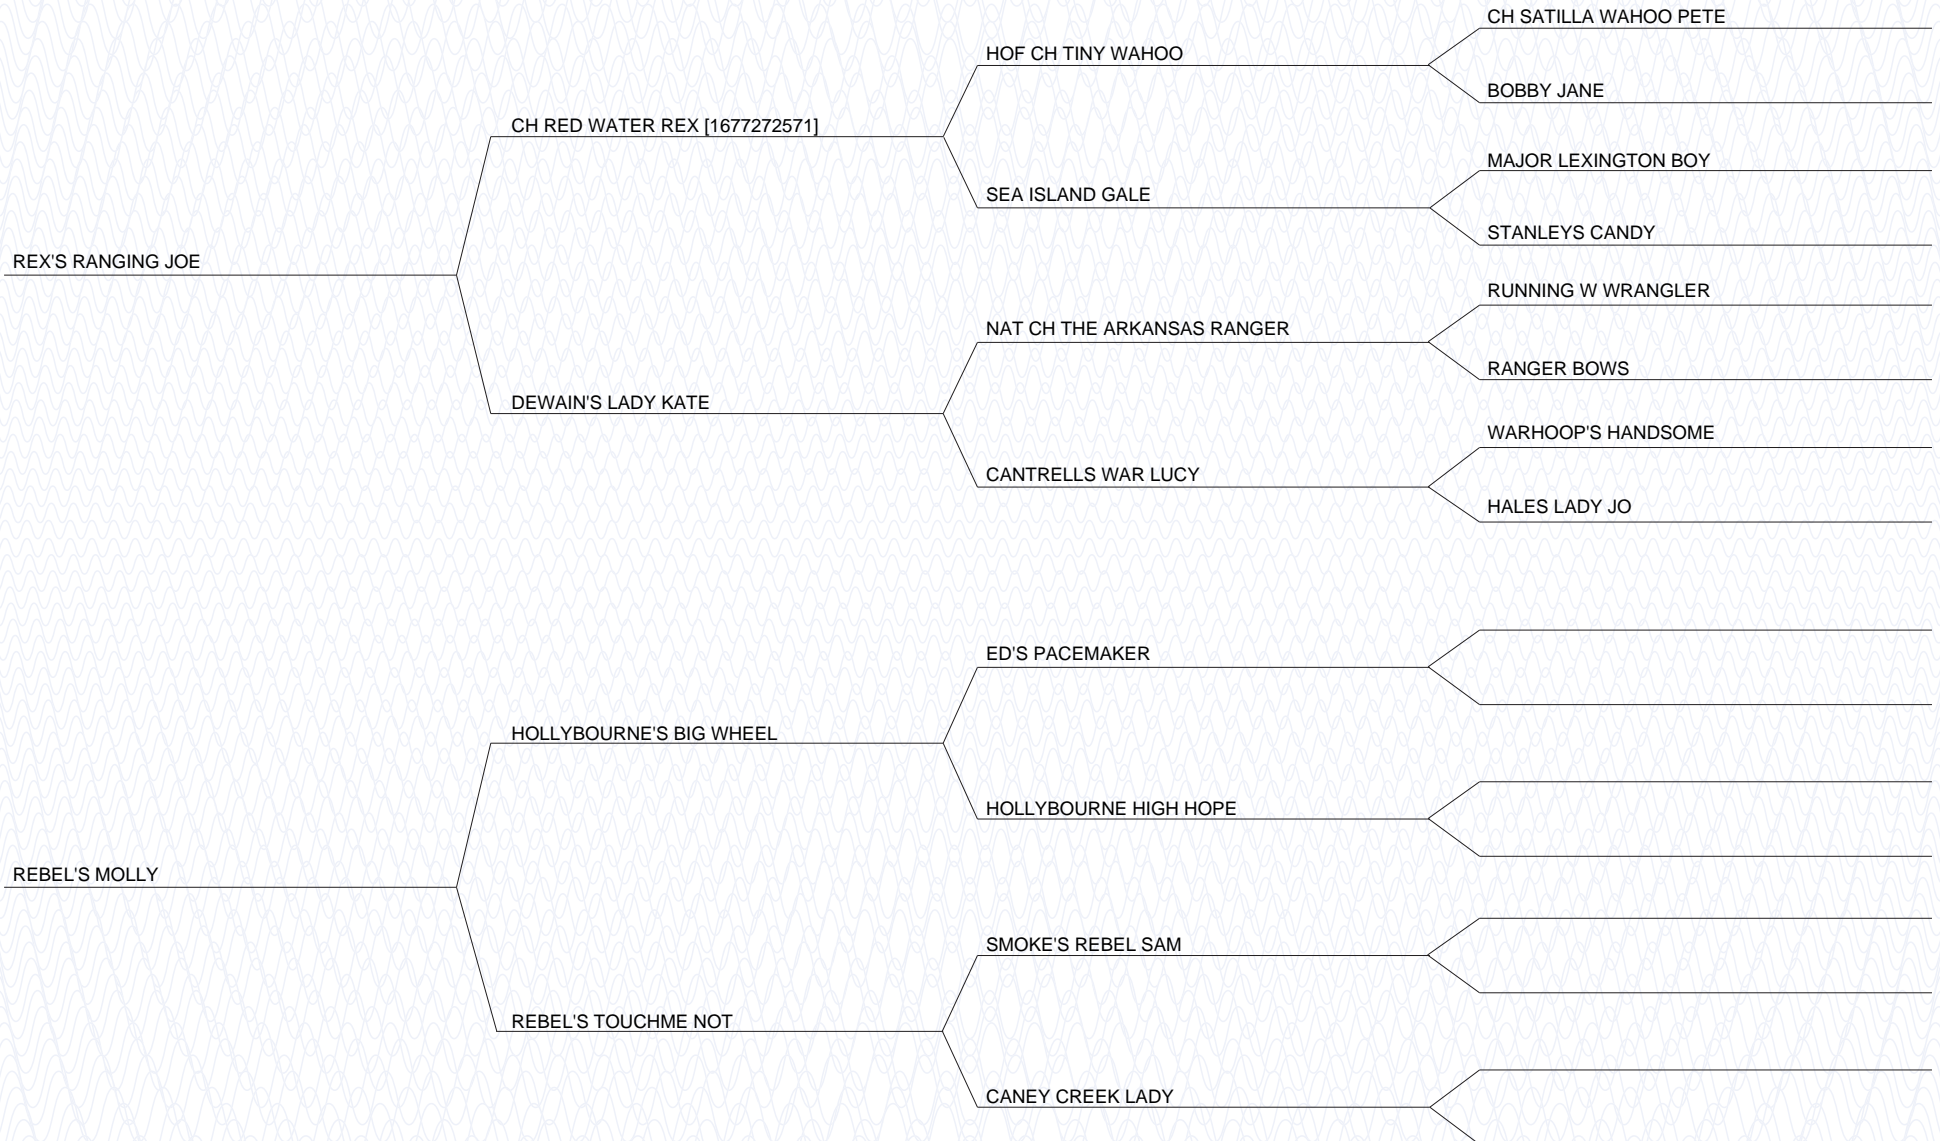 CH SATILLA WAHOO PETE
HOF CH TINY WAHOO
BOBBY JANE
CH RED WATER REX [1677272571]
MAJOR LEXINGTON BOY
SEA ISLAND GALE
STANLEYS CANDY
REX'S RANGING JOE
RUNNING W WRANGLER
NAT CH THE ARKANSAS RANGER
RANGER BOWS
DEWAIN'S LADY KATE
WARHOOP'S HANDSOME
CANTRELLS WAR LUCY
HALES LADY JO
ED'S PACEMAKER
HOLLYBOURNE'S BIG WHEEL
HOLLYBOURNE HIGH HOPE
REBEL'S MOLLY
SMOKE'S REBEL SAM
REBEL'S TOUCHME NOT
CANEY CREEK LADY